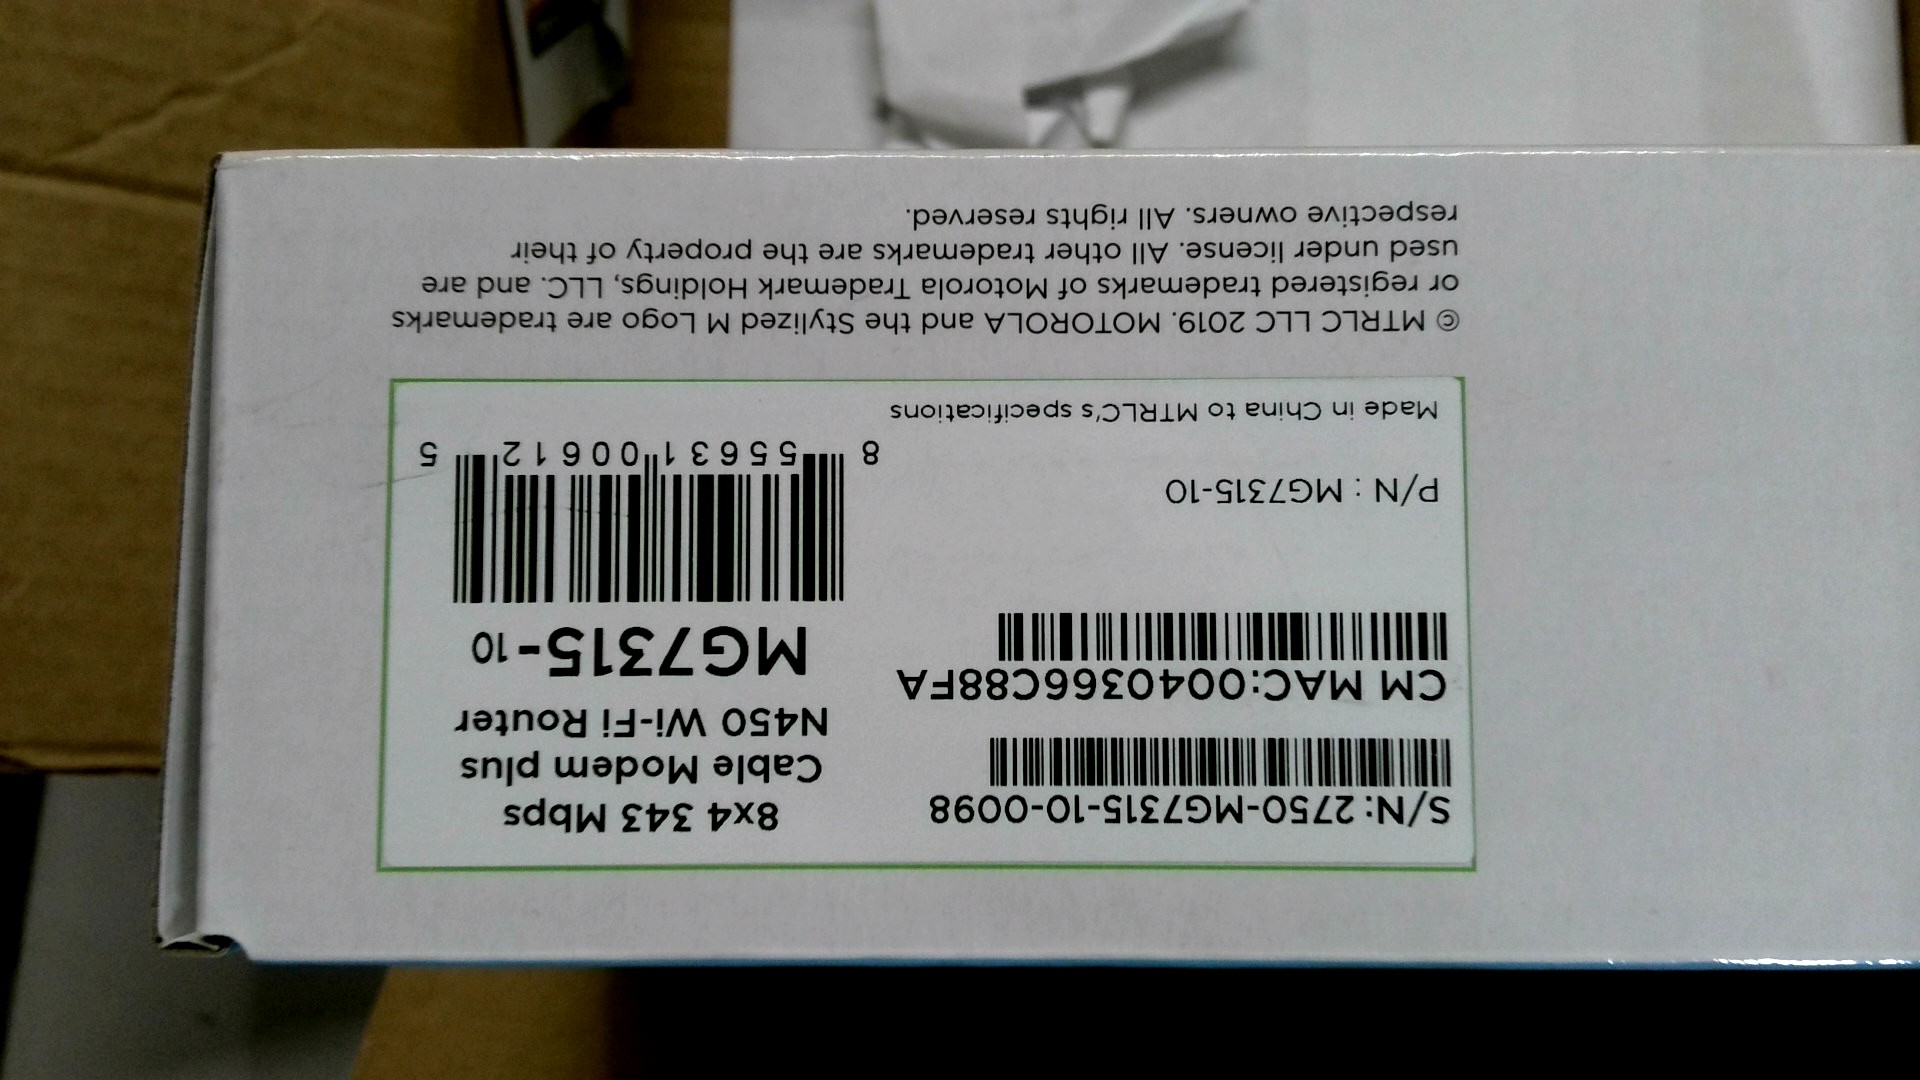 S/N: 2750-MG7315-10-0098
CM MAC:0040366C88FA
P/N : MG7315-10
Made in China to MTRLC's specifications
8x4 343 Mbps
Cable Modem plus
N450 Wi-Fi Router
MG7315-10
8 55631 00612 5
© MTRLC LLC 2019. MOTOROLA and the Stylized M Logo are trademarks
or registered trademarks of Motorola Trademark Holdings, LLC. and are
used under license. All other trademarks are the property of their
respective owners. All rights reserved.